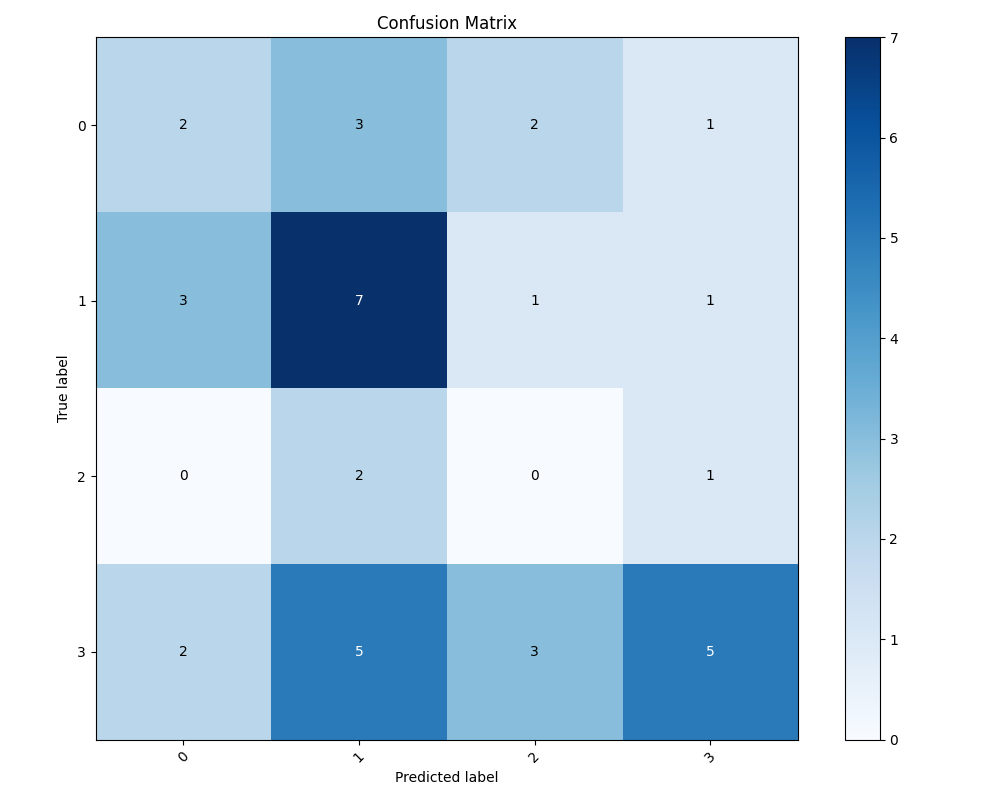 Confusion Matrix
0 2 3 2 1
1 3 7 1 1
2 0 2 0 1
3 2 5 3 5
0 1 2 3
Predicted label
True label
7
6
5
4
3
2
1
0